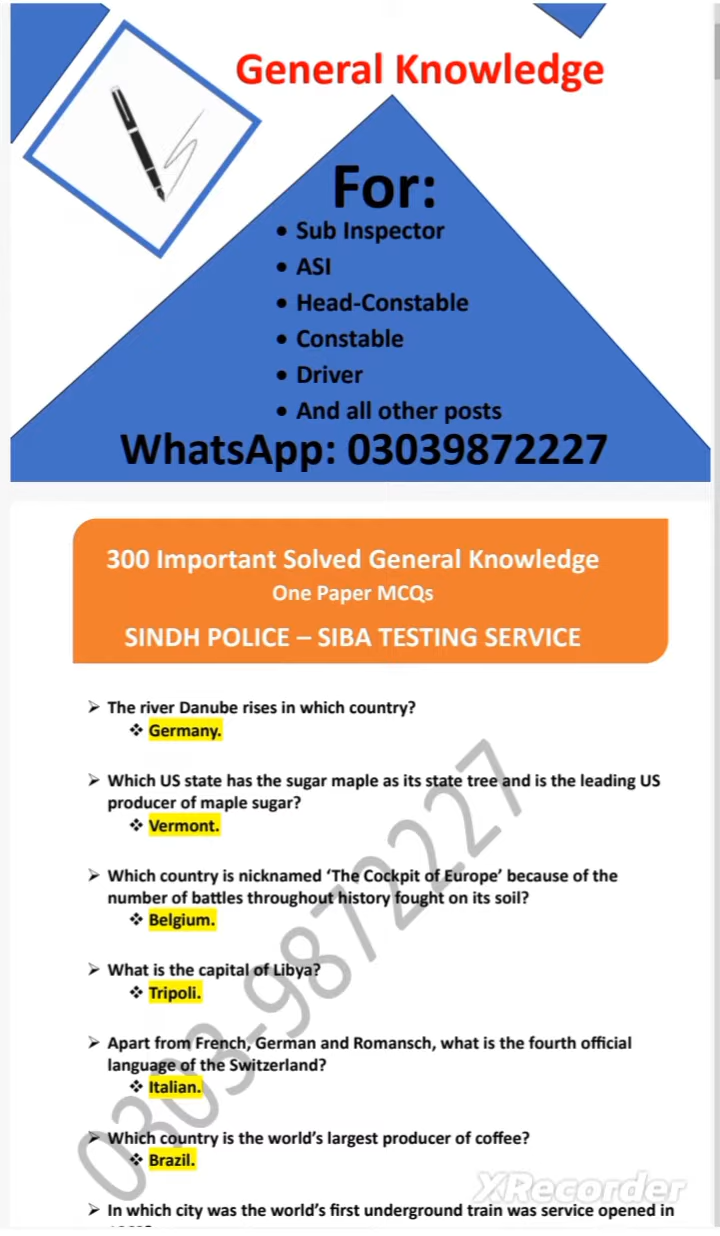 General Knowledge
For:
• Sub Inspector
• ASI
• Head-Constable
• Constable
• Driver
• And all other posts
WhatsApp: 03039872227
300 Important Solved General Knowledge
One Paper MCQs
SINDH POLICE – SIBA TESTING SERVICE
➢ The river Danube rises in which country?
❖ Germany.
➢ Which US state has the sugar maple as its state tree and is the leading US
producer of maple sugar?
❖ Vermont.
➢ Which country is nicknamed ‘The Cockpit of Europe’ because of the
number of battles throughout history fought on its soil?
❖ Belgium.
➢ What is the capital of Libya?
❖ Tripoli.
➢ Apart from French, German and Romansch, what is the fourth official
language of the Switzerland?
❖ Italian.
➢ Which country is the world’s largest producer of coffee?
❖ Brazil.
➢ In which city was the world’s first underground train was service opened in
0303-9872227
XRecorder